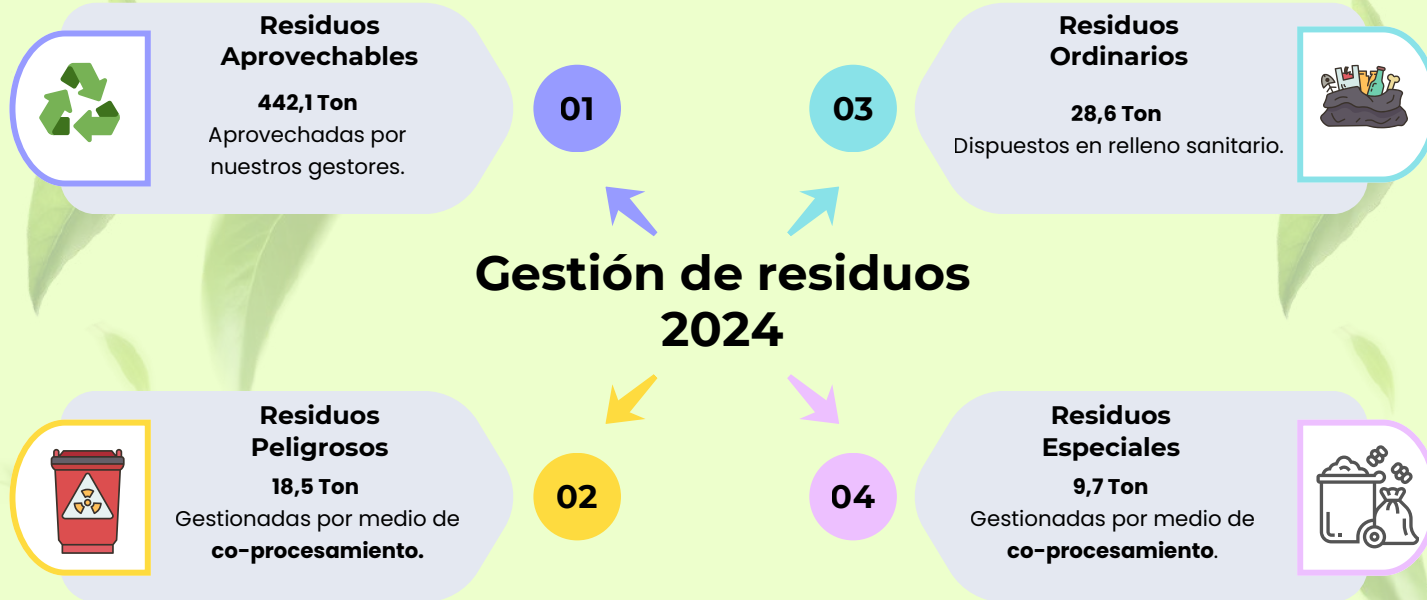 Residuos
Aprovechables
442,1 Ton
Aprovechadas por
nuestros gestores.
01
03
Residuos
Ordinarios
28,6 Ton
Dispuestos en relleno sanitario.
Gestión de residuos
2024
Residuos
Peligrosos
18,5 Ton
Gestionadas por medio de
co-procesamiento.
02
04
Residuos
Especiales
9,7 Ton
Gestionadas por medio de
co-procesamiento.